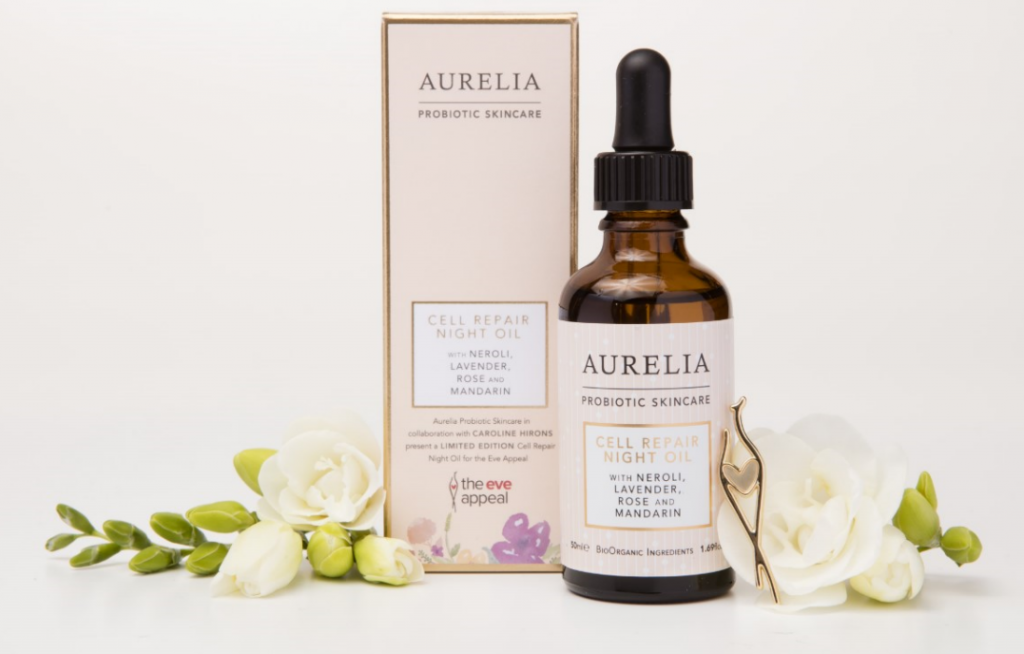 AURELIA
PROBIOTIC SKINCARE
CELL REPAIR
NIGHT OIL
WITH NEROLI,
LAVENDER,
ROSE AND
MANDARIN
Aurelia Probiotic Skincare in
collaboration with CAROLINE HIRONS
present a LIMITED EDITION Cell Repair
Night Oil for the Eve Appeal
the eve
appeal
AURELIA
PROBIOTIC SKINCARE
CELL REPAIR
NIGHT OIL
WITH NEROLI,
LAVENDER,
ROSE AND
MANDARIN
50ml BIOORGANIC INGREDIENTS